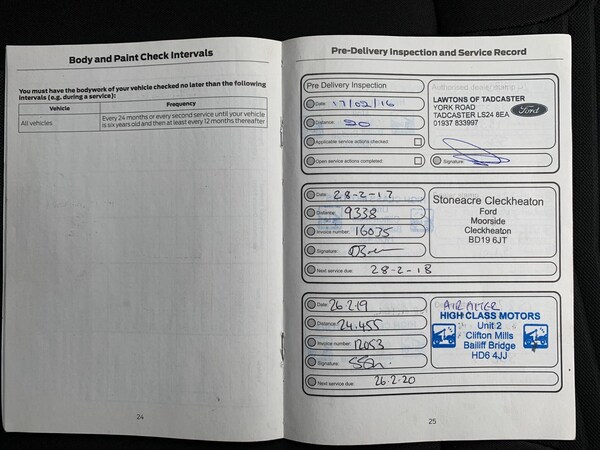 Body and Paint Check Intervals
You must have the bodywork of your vehicle checked no later than the following
intervals (e.g. during a service):
Vehicle Frequency
All vehicles Every 24 months or every second service until your vehicle
is six years old and then at least every 12 months thereafter
24
Pre-Delivery Inspection and Service Record
Pre Delivery Inspection
Date: 17/02/16
Distance: 20
Applicable service actions checked:
Open service actions completed:
LAWTONS OF TADCASTER
YORK ROAD
TADCASTER LS24 8EA
01937 833997
Ford
Signature:
Date: 28-2-17
Distance: 9338
Invoice number: 16035
Signature:
Next service due: 28-2-18
Stoneacre Cleckheaton
Ford
Moorside
Cleckheaton
BD19 6JT
Date: 26.2.19
Distance: 24.455
Invoice number: 12053
Signature:
Next service due: 26.2.20
HIGH CLASS MOTORS
Unit 2
Clifton Mills
Bailiff Bridge
HD6 4JJ
25